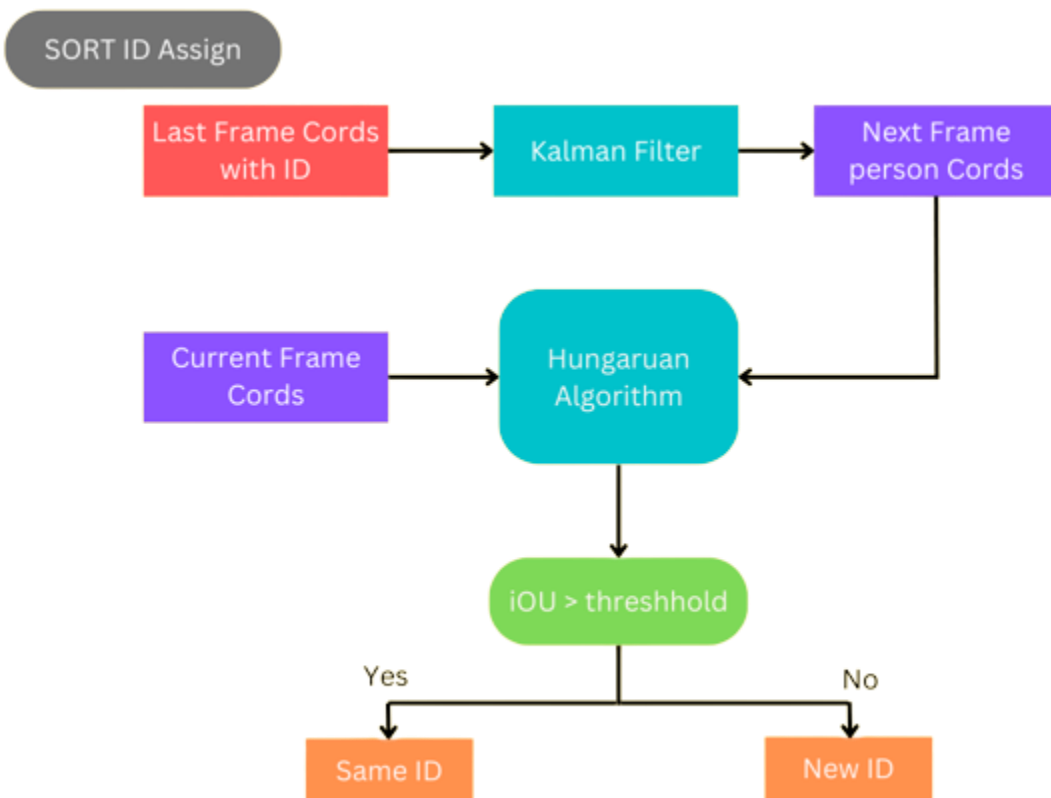 SORT ID Assign
Last Frame Cords
with ID
Kalman Filter
Next Frame
person Cords
Current Frame
Cords
Hungaruan
Algorithm
iOU > threshhold
Yes
No
Same ID
New ID